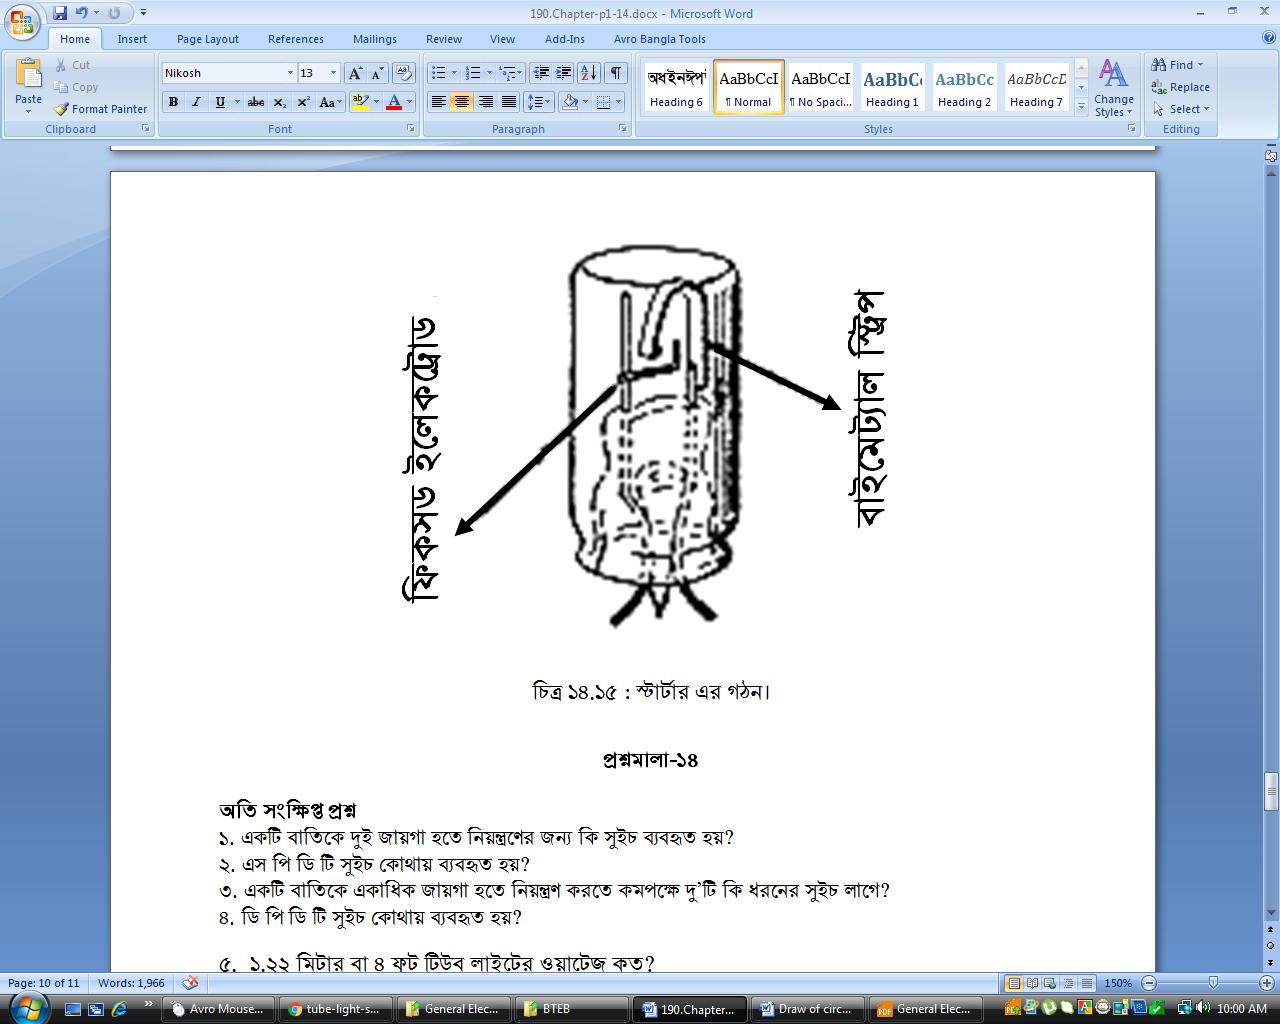 190.Chapter-p1-14.docx - Microsoft Word
Home Insert Page Layout References Mailings Review View Add-Ins Avro Bangla Tools
Paste
Cut
Copy
Format Painter
Clipboard
Nikosh 13
B I U abc x₂ x² Aa
Font
Paragraph
অধইনঈপ AaBbCcI AaBbCcI AaBbC AaBbCc AaBbCcD
Heading 6 ¶ Normal ¶ No Spaci... Heading 1 Heading 2 Heading 7
Change Styles
Styles
Find
Replace
Select
Editing
ফিকসড ইলেকট্রোড
বাইমেট্যাল স্ট্রিপ
চিত্র ১৪.১৫ : স্টার্টার এর গঠন।
প্রশ্নমালা-১৪
অতি সংক্ষিপ্ত প্রশ্ন
১. একটি বাতিকে দুই জায়গা হতে নিয়ন্ত্রণের জন্য কি সুইচ ব্যবহৃত হয়?
২. এস পি ডি টি সুইচ কোথায় ব্যবহৃত হয়?
৩. একটি বাতিকে একাধিক জায়গা হতে নিয়ন্ত্রণ করতে কমপক্ষে দু'টি কি ধরনের সুইচ লাগে?
৪. ডি পি ডি টি সুইচ কোথায় ব্যবহৃত হয়?
৫. ১.২২ মিটার বা ৪ ফুট টিউব লাইটের ওয়াটেজ কত?
Page: 10 of 11 Words: 1,966 150%
Avro Mouse... tube-light-s... General Elec... BTEB 190.Chapter... Draw of circ... General Elec... 10:00 AM